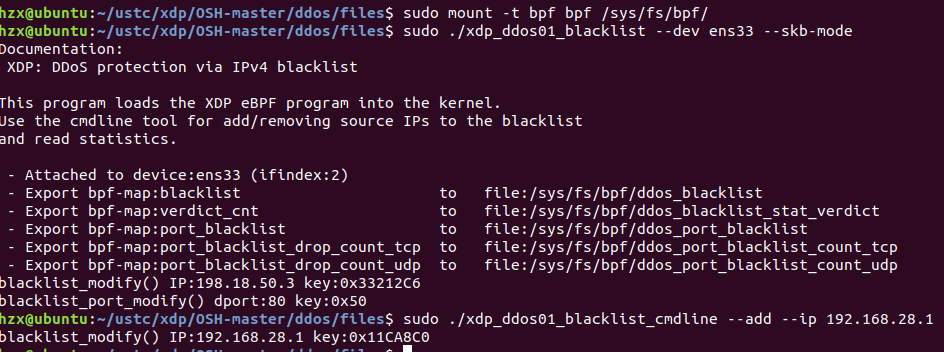 hzx@ubuntu:~/ustc/xdp/OSH-master/ddos/files$ sudo mount -t bpf bpf /sys/fs/bpf/
hzx@ubuntu:~/ustc/xdp/OSH-master/ddos/files$ sudo ./xdp_ddos01_blacklist --dev ens33 --skb-mode
Documentation:
 XDP: DDoS protection via IPv4 blacklist

This program loads the XDP eBPF program into the kernel.
Use the cmdline tool for add/removing source IPs to the blacklist
and read statistics.

 - Attached to device:ens33 (ifindex:2)
 - Export bpf-map:blacklist                      to   file:/sys/fs/bpf/ddos_blacklist
 - Export bpf-map:verdict_cnt                    to   file:/sys/fs/bpf/ddos_blacklist_stat_verdict
 - Export bpf-map:port_blacklist                 to   file:/sys/fs/bpf/ddos_port_blacklist
 - Export bpf-map:port_blacklist_drop_count_tcp  to   file:/sys/fs/bpf/ddos_port_blacklist_count_tcp
 - Export bpf-map:port_blacklist_drop_count_udp  to   file:/sys/fs/bpf/ddos_port_blacklist_count_udp
blacklist_modify() IP:198.18.50.3 key:0x33212C6
blacklist_port_modify() dport:80 key:0x50
hzx@ubuntu:~/ustc/xdp/OSH-master/ddos/files$ sudo ./xdp_ddos01_blacklist_cmdline --add --ip 192.168.28.1
blacklist_modify() IP:192.168.28.1 key:0x11CA8C0